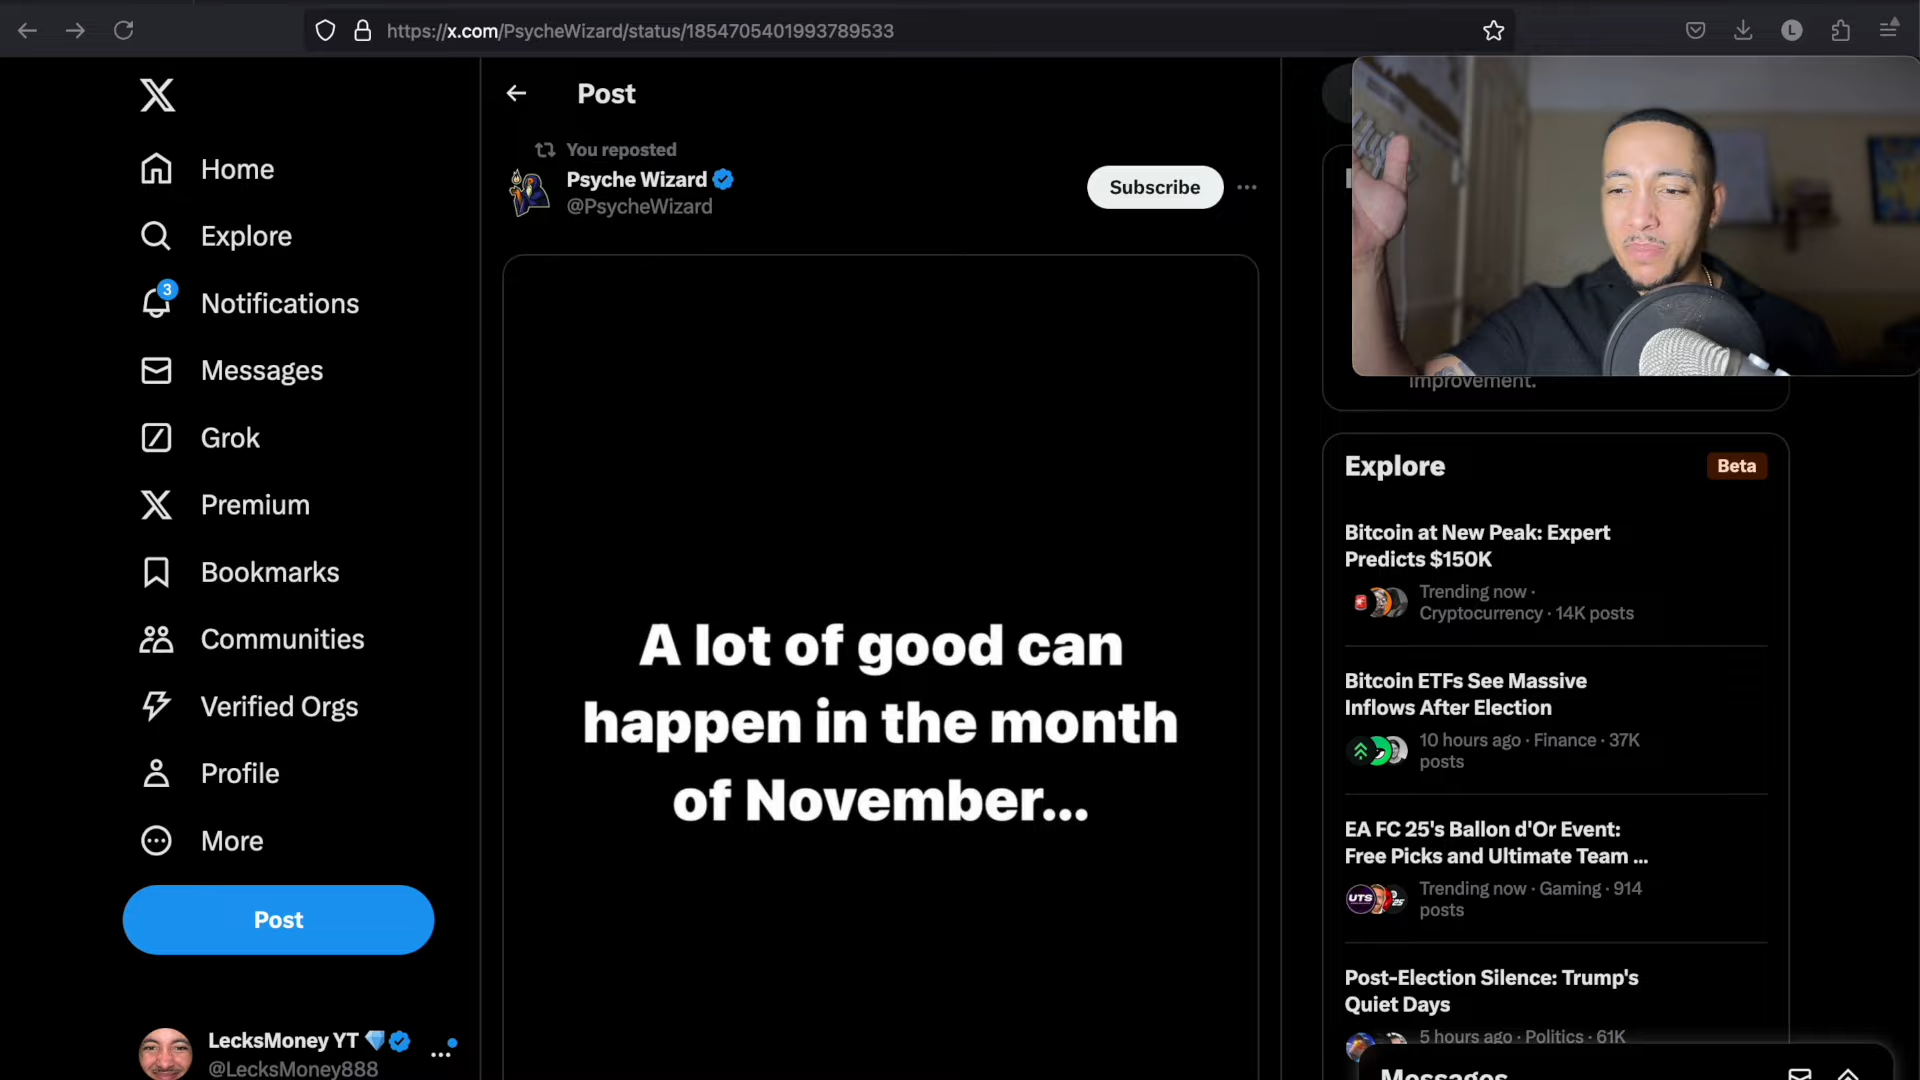 https://x.com/PsycheWizard/status/1854705401993789533
L
Post
You reposted
Psyche Wizard
@PsycheWizard
Subscribe
Home
Explore
3
Notifications
Messages
Grok
Premium
Bookmarks
Communities
Verified Orgs
Profile
More
Post
LecksMoney YT
@LecksMoney888
A lot of good can
happen in the month
of November...
improvement.
Explore
Beta
Bitcoin at New Peak: Expert
Predicts $150K
Trending now ·
Cryptocurrency · 14K posts
Bitcoin ETFs See Massive
Inflows After Election
10 hours ago · Finance · 37K
posts
EA FC 25's Ballon d'Or Event:
Free Picks and Ultimate Team ...
UTS
25
Trending now · Gaming · 914
posts
Post-Election Silence: Trump's
Quiet Days
5 hours ago · Politics · 61K
Messages